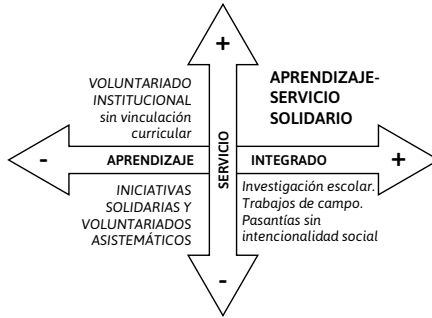 +
VOLUNTARIADO
INSTITUCIONAL
sin vinculación
curricular
APRENDIZAJE-
SERVICIO
SOLIDARIO
-
APRENDIZAJE
SERVICIO
INTEGRADO
+
INICIATIVAS
SOLIDARIAS Y
VOLUNTARIADOS
ASISTEMÁTICOS
Investigación escolar.
Trabajos de campo.
Pasantías sin
intencionalidad social
-